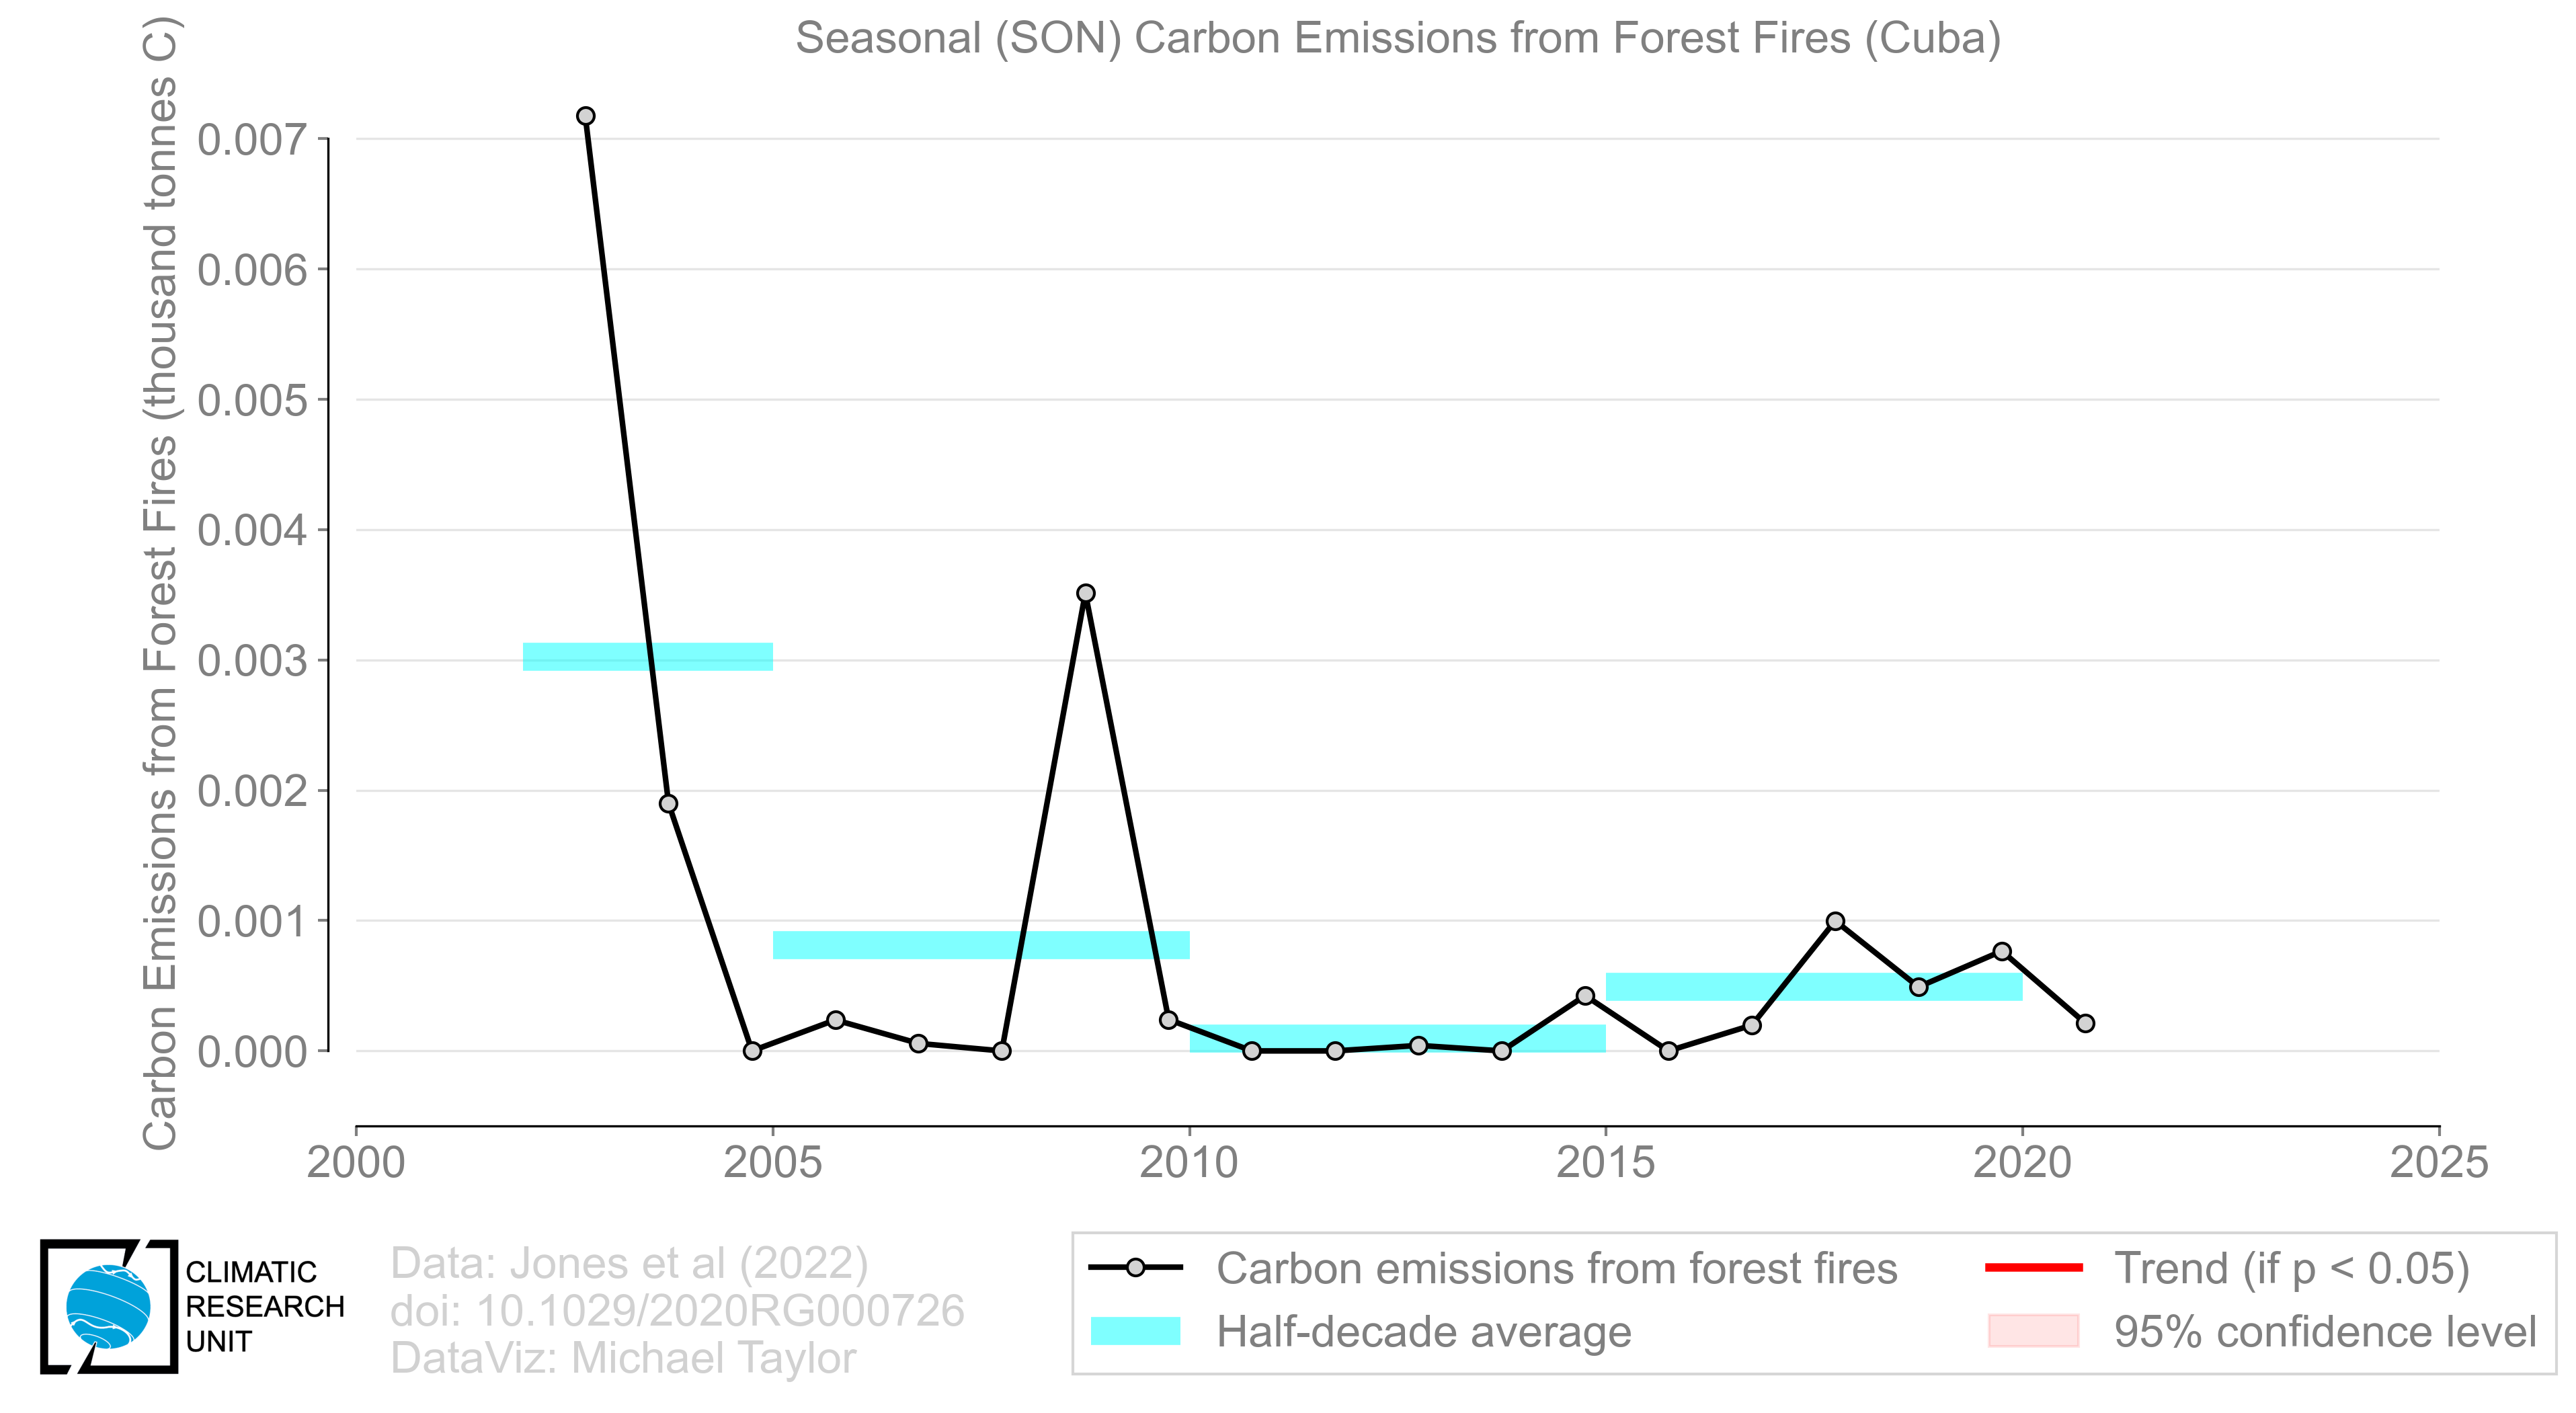 Seasonal (SON) Carbon Emissions from Forest Fires (Cuba)
Carbon Emissions from Forest Fires (thousand tonnes C)
0.007
0.006
0.005
0.004
0.003
0.002
0.001
0.000
2000 2005 2010 2015 2020 2025
CLIMATIC
RESEARCH
UNIT
Data: Jones et al (2022)
doi: 10.1029/2020RG000726
DataViz: Michael Taylor
Carbon emissions from forest fires
Half-decade average
Trend (if p < 0.05)
95% confidence level